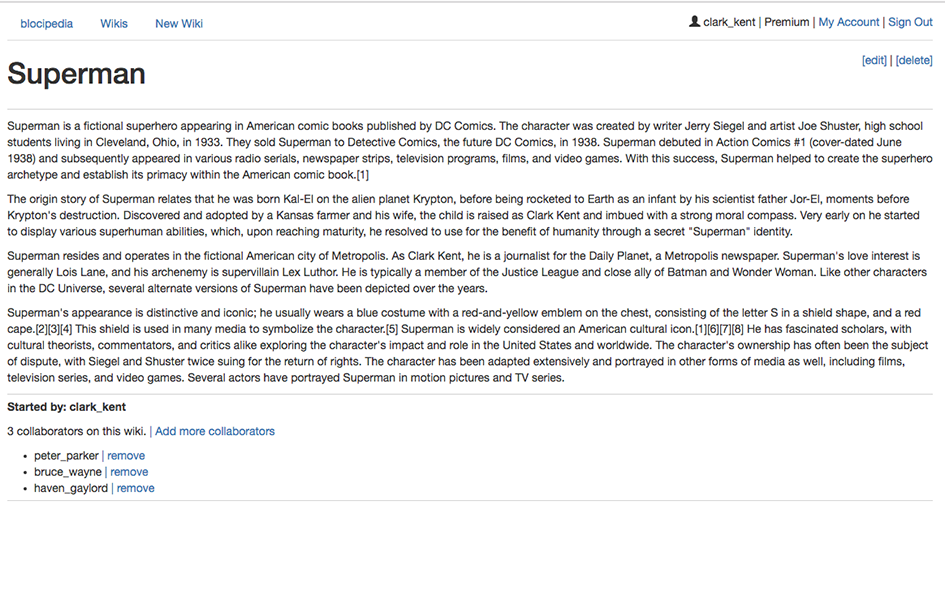 blocipedia Wikis New Wiki clark_kent | Premium | My Account | Sign Out
[edit] | [delete]
Superman
Superman is a fictional superhero appearing in American comic books published by DC Comics. The character was created by writer Jerry Siegel and artist Joe Shuster, high school
students living in Cleveland, Ohio, in 1933. They sold Superman to Detective Comics, the future DC Comics, in 1938. Superman debuted in Action Comics #1 (cover-dated June
1938) and subsequently appeared in various radio serials, newspaper strips, television programs, films, and video games. With this success, Superman helped to create the superhero
archetype and establish its primacy within the American comic book.[1]
The origin story of Superman relates that he was born Kal-El on the alien planet Krypton, before being rocketed to Earth as an infant by his scientist father Jor-El, moments before
Krypton's destruction. Discovered and adopted by a Kansas farmer and his wife, the child is raised as Clark Kent and imbued with a strong moral compass. Very early on he started
to display various superhuman abilities, which, upon reaching maturity, he resolved to use for the benefit of humanity through a secret "Superman" identity.
Superman resides and operates in the fictional American city of Metropolis. As Clark Kent, he is a journalist for the Daily Planet, a Metropolis newspaper. Superman's love interest is
generally Lois Lane, and his archenemy is supervillain Lex Luthor. He is typically a member of the Justice League and close ally of Batman and Wonder Woman. Like other characters
in the DC Universe, several alternate versions of Superman have been depicted over the years.
Superman's appearance is distinctive and iconic; he usually wears a blue costume with a red-and-yellow emblem on the chest, consisting of the letter S in a shield shape, and a red
cape.[2][3][4] This shield is used in many media to symbolize the character.[5] Superman is widely considered an American cultural icon.[1][6][7][8] He has fascinated scholars, with
cultural theorists, commentators, and critics alike exploring the character's impact and role in the United States and worldwide. The character's ownership has often been the subject
of dispute, with Siegel and Shuster twice suing for the return of rights. The character has been adapted extensively and portrayed in other forms of media as well, including films,
television series, and video games. Several actors have portrayed Superman in motion pictures and TV series.
Started by: clark_kent
3 collaborators on this wiki. | Add more collaborators
• peter_parker | remove
• bruce_wayne | remove
• haven_gaylord | remove